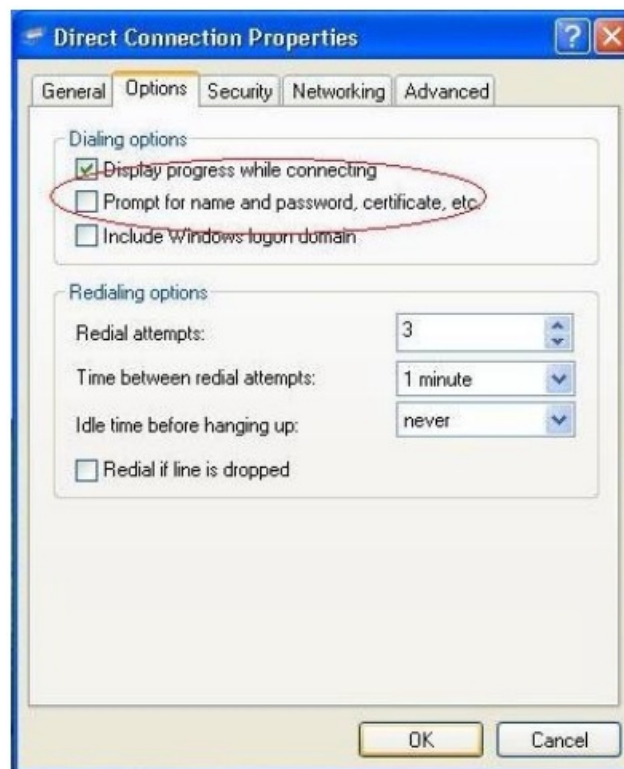 Direct Connection Properties
General Options Security Networking Advanced
Dialing options
Display progress while connecting
Prompt for name and password, certificate, etc.
Include Windows logon domain
Redialing options
Redial attempts: 3
Time between redial attempts: 1 minute
Idle time before hanging up: never
Redial if line is dropped
OK Cancel